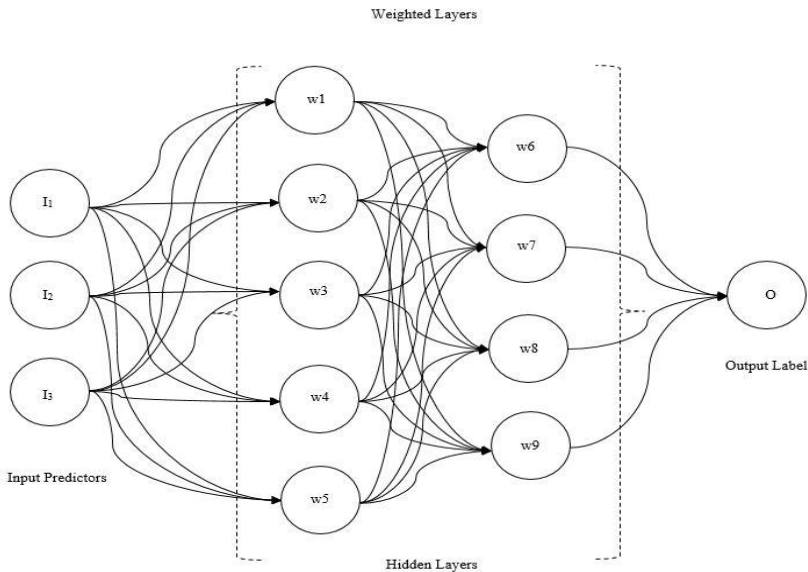 Weighted Layers
w1
w6
w2
I₁
w7
w3
I₂
O
w8
Output Label
w4
I₃
w9
Input Predictors
w5
Hidden Layers